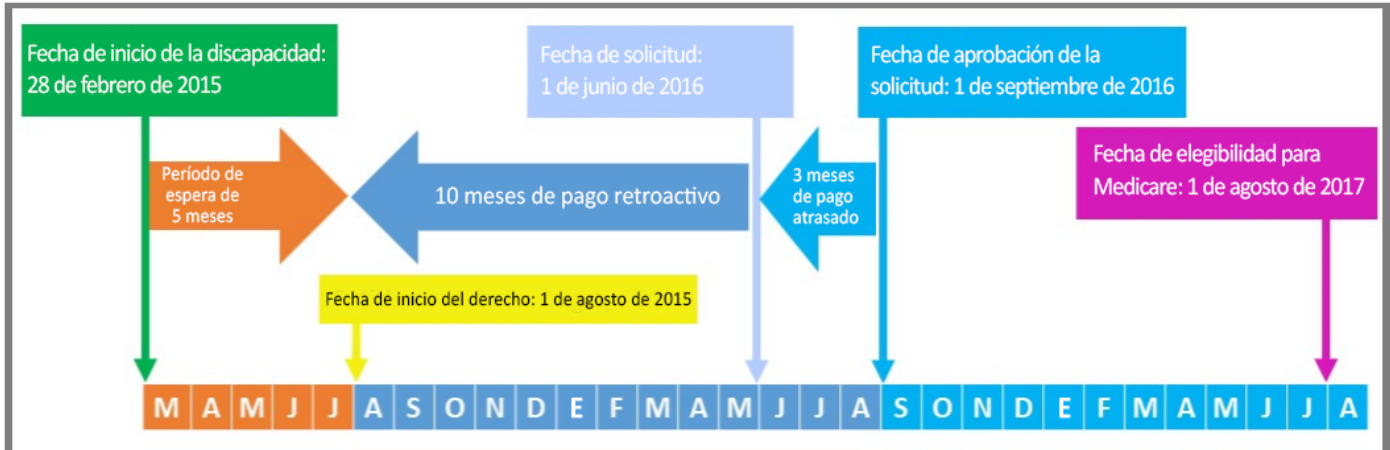 Fecha de inicio de la discapacidad:
28 de febrero de 2015
Fecha de solicitud:
1 de junio de 2016
Fecha de aprobación de la
solicitud: 1 de septiembre de 2016
Fecha de elegibilidad para
Medicare: 1 de agosto de 2017
Período de
espera de
5 meses
10 meses de pago retroactivo
3 meses
de pago
atrasado
Fecha de inicio del derecho: 1 de agosto de 2015
M A M J J A S O N D E F M A M J J A S O N D E F M A M J J A